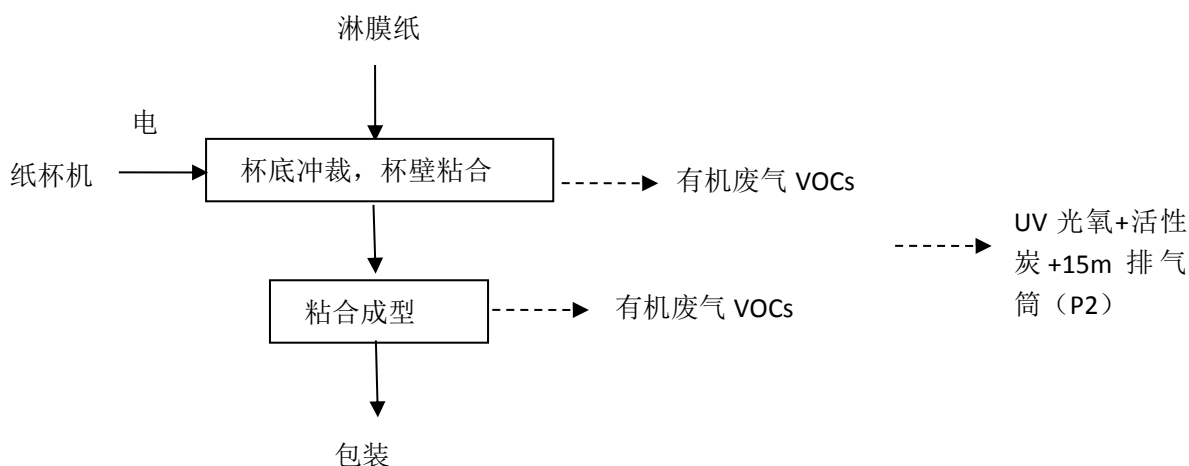 淋膜纸
电
纸杯机
杯底冲裁，杯壁粘合
有机废气 VOCs
UV 光氧+活性
炭+15m 排气
筒（P2）
粘合成型
有机废气 VOCs
包装